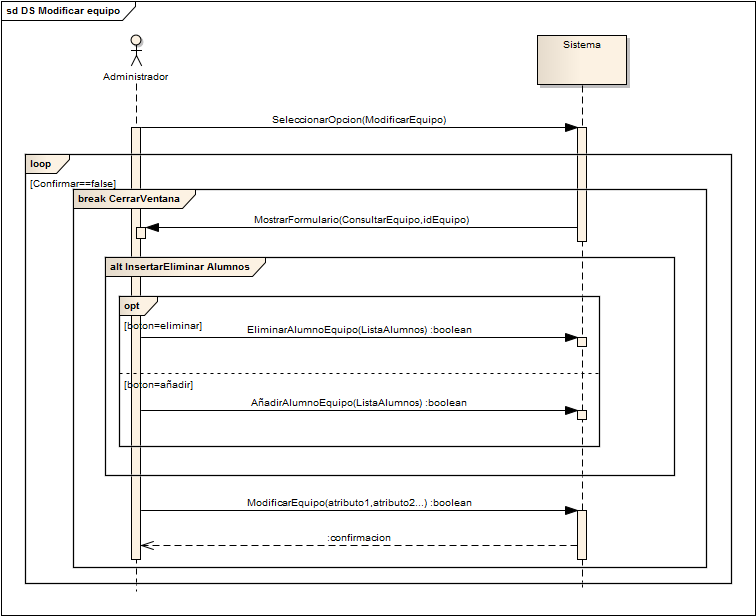 sd DS Modificar equipo
Administrador
Sistema
SeleccionarOpcion(ModificarEquipo)
loop
[Confirmar==false]
break CerrarVentana
MostrarFormulario(ConsultarEquipo,idEquipo)
alt InsertarEliminar Alumnos
opt
[boton=eliminar]
EliminarAlumnoEquipo(ListaAlumnos) :boolean
[boton=añadir]
AñadirAlumnoEquipo(ListaAlumnos) :boolean
ModificarEquipo(atributo1,atributo2...) :boolean
:confirmacion